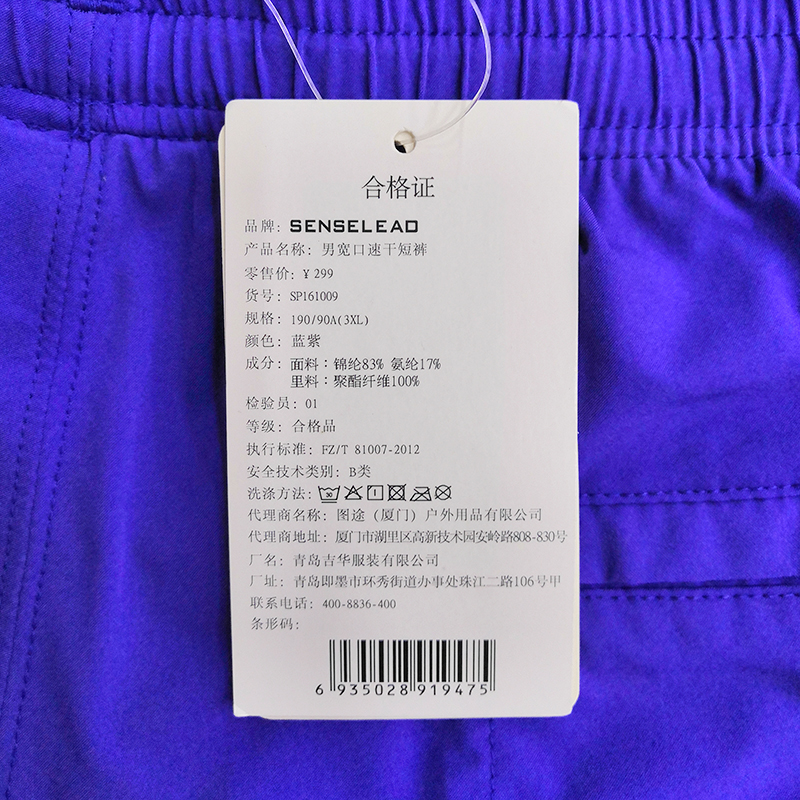 合格证
品牌: SENSELEAD
产品名称: 男宽口速干短裤
零售价: ¥ 299
货号: SP161009
规格: 190/90A(3XL)
颜色: 蓝紫
成分: 面料: 锦纶83% 氨纶17%
里料: 聚酯纤维100%
检验员: 01
等级: 合格品
执行标准: FZ/T 81007-2012
安全技术类别: B类
洗涤方法: 30
代理商名称: 图途（厦门）户外用品有限公司
代理商地址: 厦门市湖里区高新技术园安岭路808-830号
厂名: 青岛吉华服装有限公司
厂址: 青岛即墨市环秀街道办事处珠江二路106号甲
联系电话: 400-8836-400
条形码:
6 935028 919475